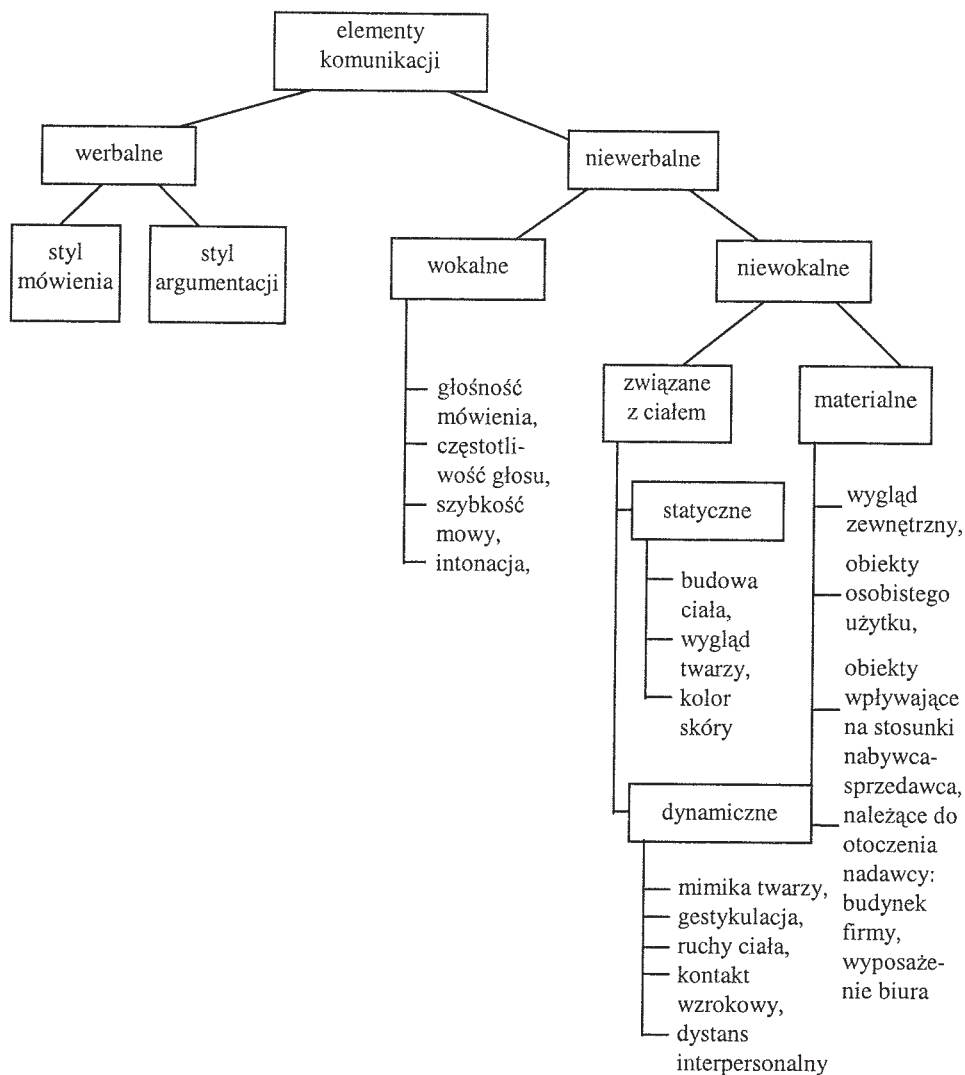 elementy
komunikacji
werbalne
niewerbalne
styl
mówienia
styl
argumentacji
wokalne
niewokalne
głośność
mówienia,
częstotli-
wość głosu,
szybkość
mowy,
intonacja,
związane
z ciałem
materialne
statyczne
budowa
ciała,
wygląd
twarzy,
kolor
skóry
dynamiczne
mimika twarzy,
gestykulacja,
ruchy ciała,
kontakt
wzrokowy,
dystans
interpersonalny
wygląd
zewnętrzny,
obiekty
osobistego
użytku,
obiekty
wpływające
na stosunki
nabywca-
sprzedawca,
należące do
otoczenia
nadawcy:
budynek
firmy,
wyposaże-
nie biura